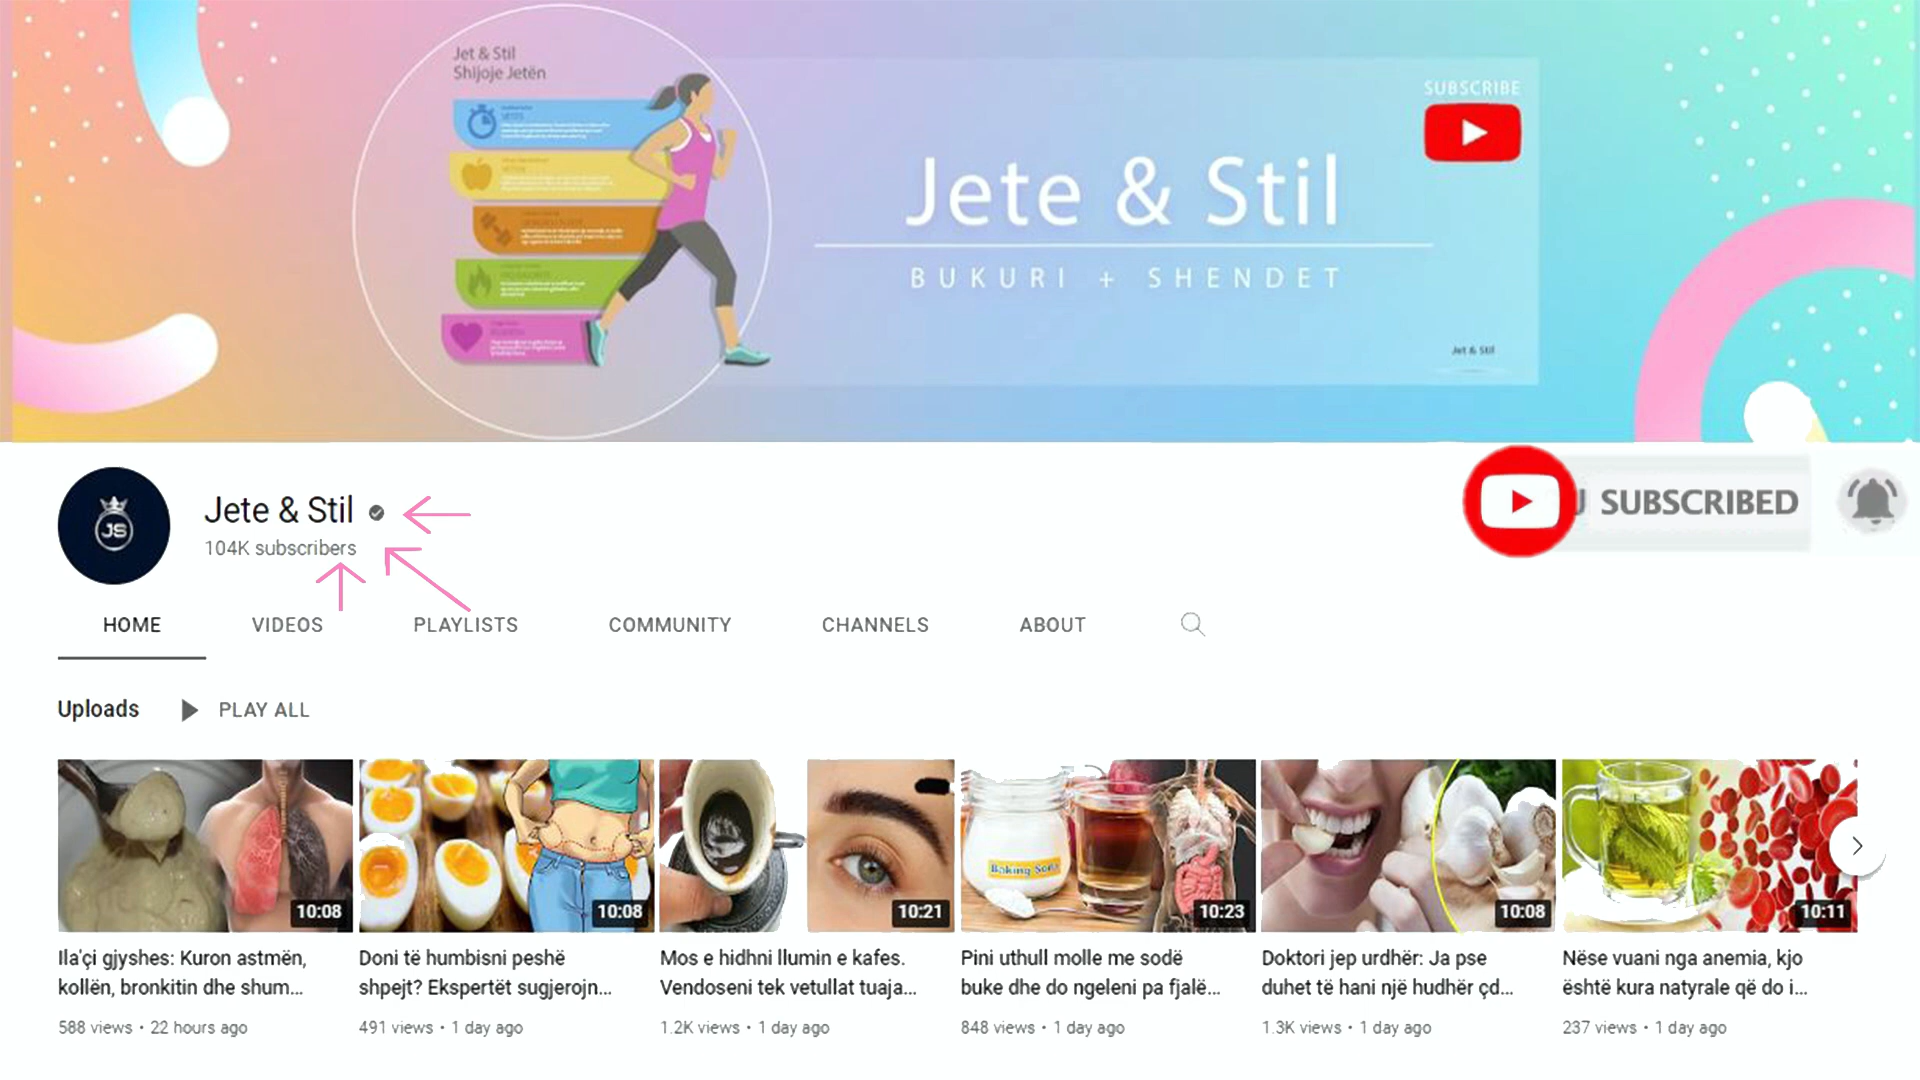 Jet & Stil
Shijoje Jetën
SUBSCRIBE
Jete & Stil
BUKURI + SHENDET
Jet & Stil
JS
Jete & Stil
104K subscribers
SUBSCRIBED
HOME VIDEOS PLAYLISTS COMMUNITY CHANNELS ABOUT
Uploads PLAY ALL
10:08
10:08
10:21
Baking Soda
10:23
10:08
10:11
Ila'çi gjyshes: Kuron astmën,
kollën, bronkitin dhe shum...
588 views • 22 hours ago
Doni të humbisni peshë
shpejt? Ekspertët sugjerojn...
491 views • 1 day ago
Mos e hidhni llumin e kafes.
Vendoseni tek vetullat tuaja...
1.2K views • 1 day ago
Pini uthull molle me sodë
buke dhe do ngeleni pa fjalë...
848 views • 1 day ago
Doktori jep urdhër: Ja pse
duhet të hani një hudhër çd...
1.3K views • 1 day ago
Nëse vuani nga anemia, kjo
është kura natyrale që do i...
237 views • 1 day ago